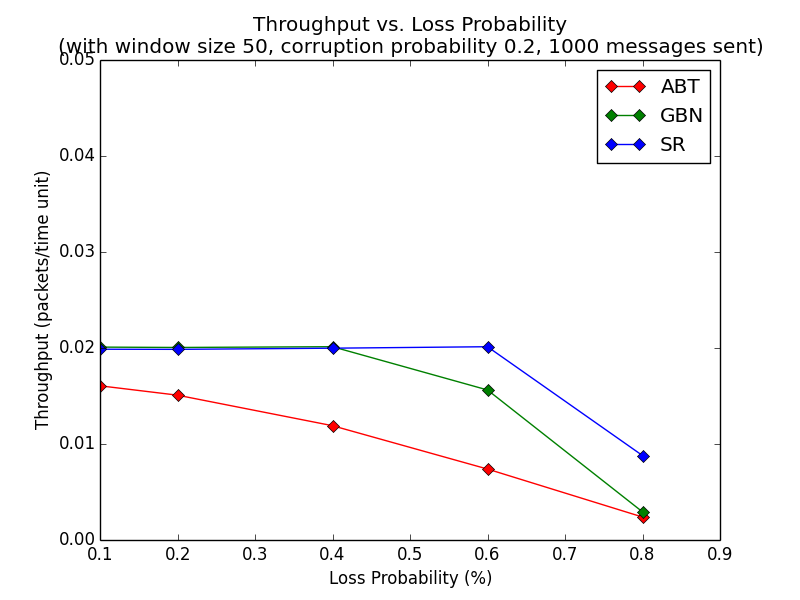 Throughput vs. Loss Probability
(with window size 50, corruption probability 0.2, 1000 messages sent)
0.05
0.04
0.03
0.02
0.01
0.00
Throughput (packets/time unit)
ABT
GBN
SR
0.1 0.2 0.3 0.4 0.5 0.6 0.7 0.8 0.9
Loss Probability (%)